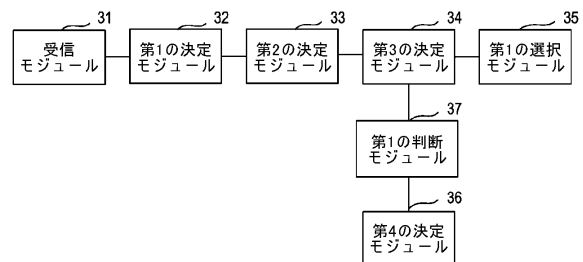 31
32
33
34
35
受信
モジュール
第1の決定
モジュール
第2の決定
モジュール
第3の決定
モジュール
第1の選択
モジュール
37
第1の判断
モジュール
36
第4の決定
モジュール